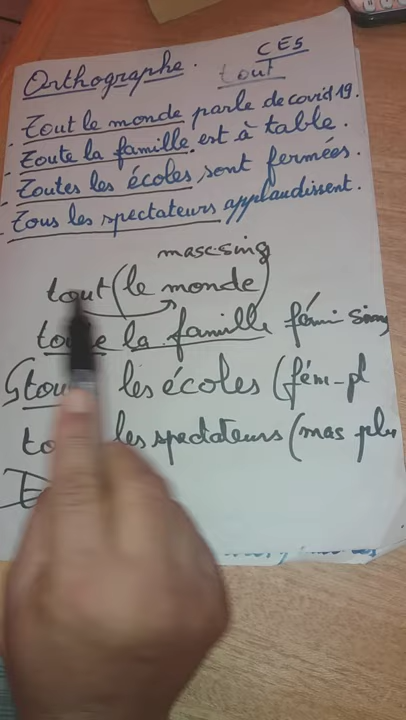 CE5
Orthographe.
tout
- Tout le monde parle de covid 19.
- Toute la famille est à table.
- Toutes les écoles sont fermées.
- Tous les spectateurs applaudissent.
masc sing
tout (le monde)
la famille fémi sing
les écoles (fém-pl
les spectateurs (mas plu